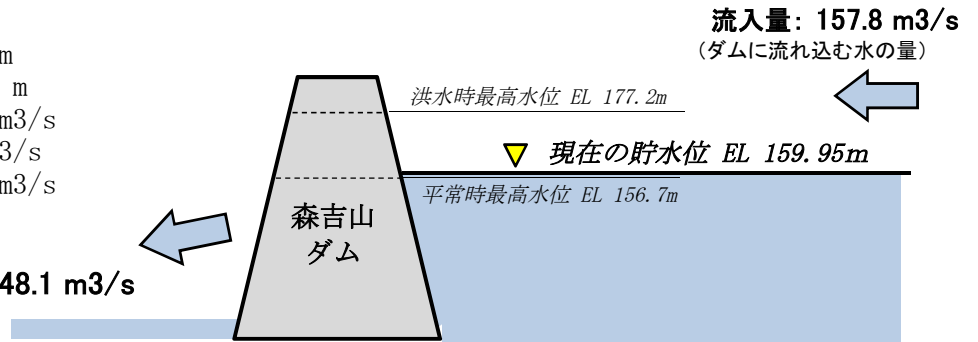 流入量: 157.8 m3/s
(ダムに流れ込む水の量)
m
m
m3/s
3/s
m3/s
洪水時最高水位 EL 177.2m
現在の貯水位 EL 159.95m
平常時最高水位 EL 156.7m
森吉山
ダム
48.1 m3/s